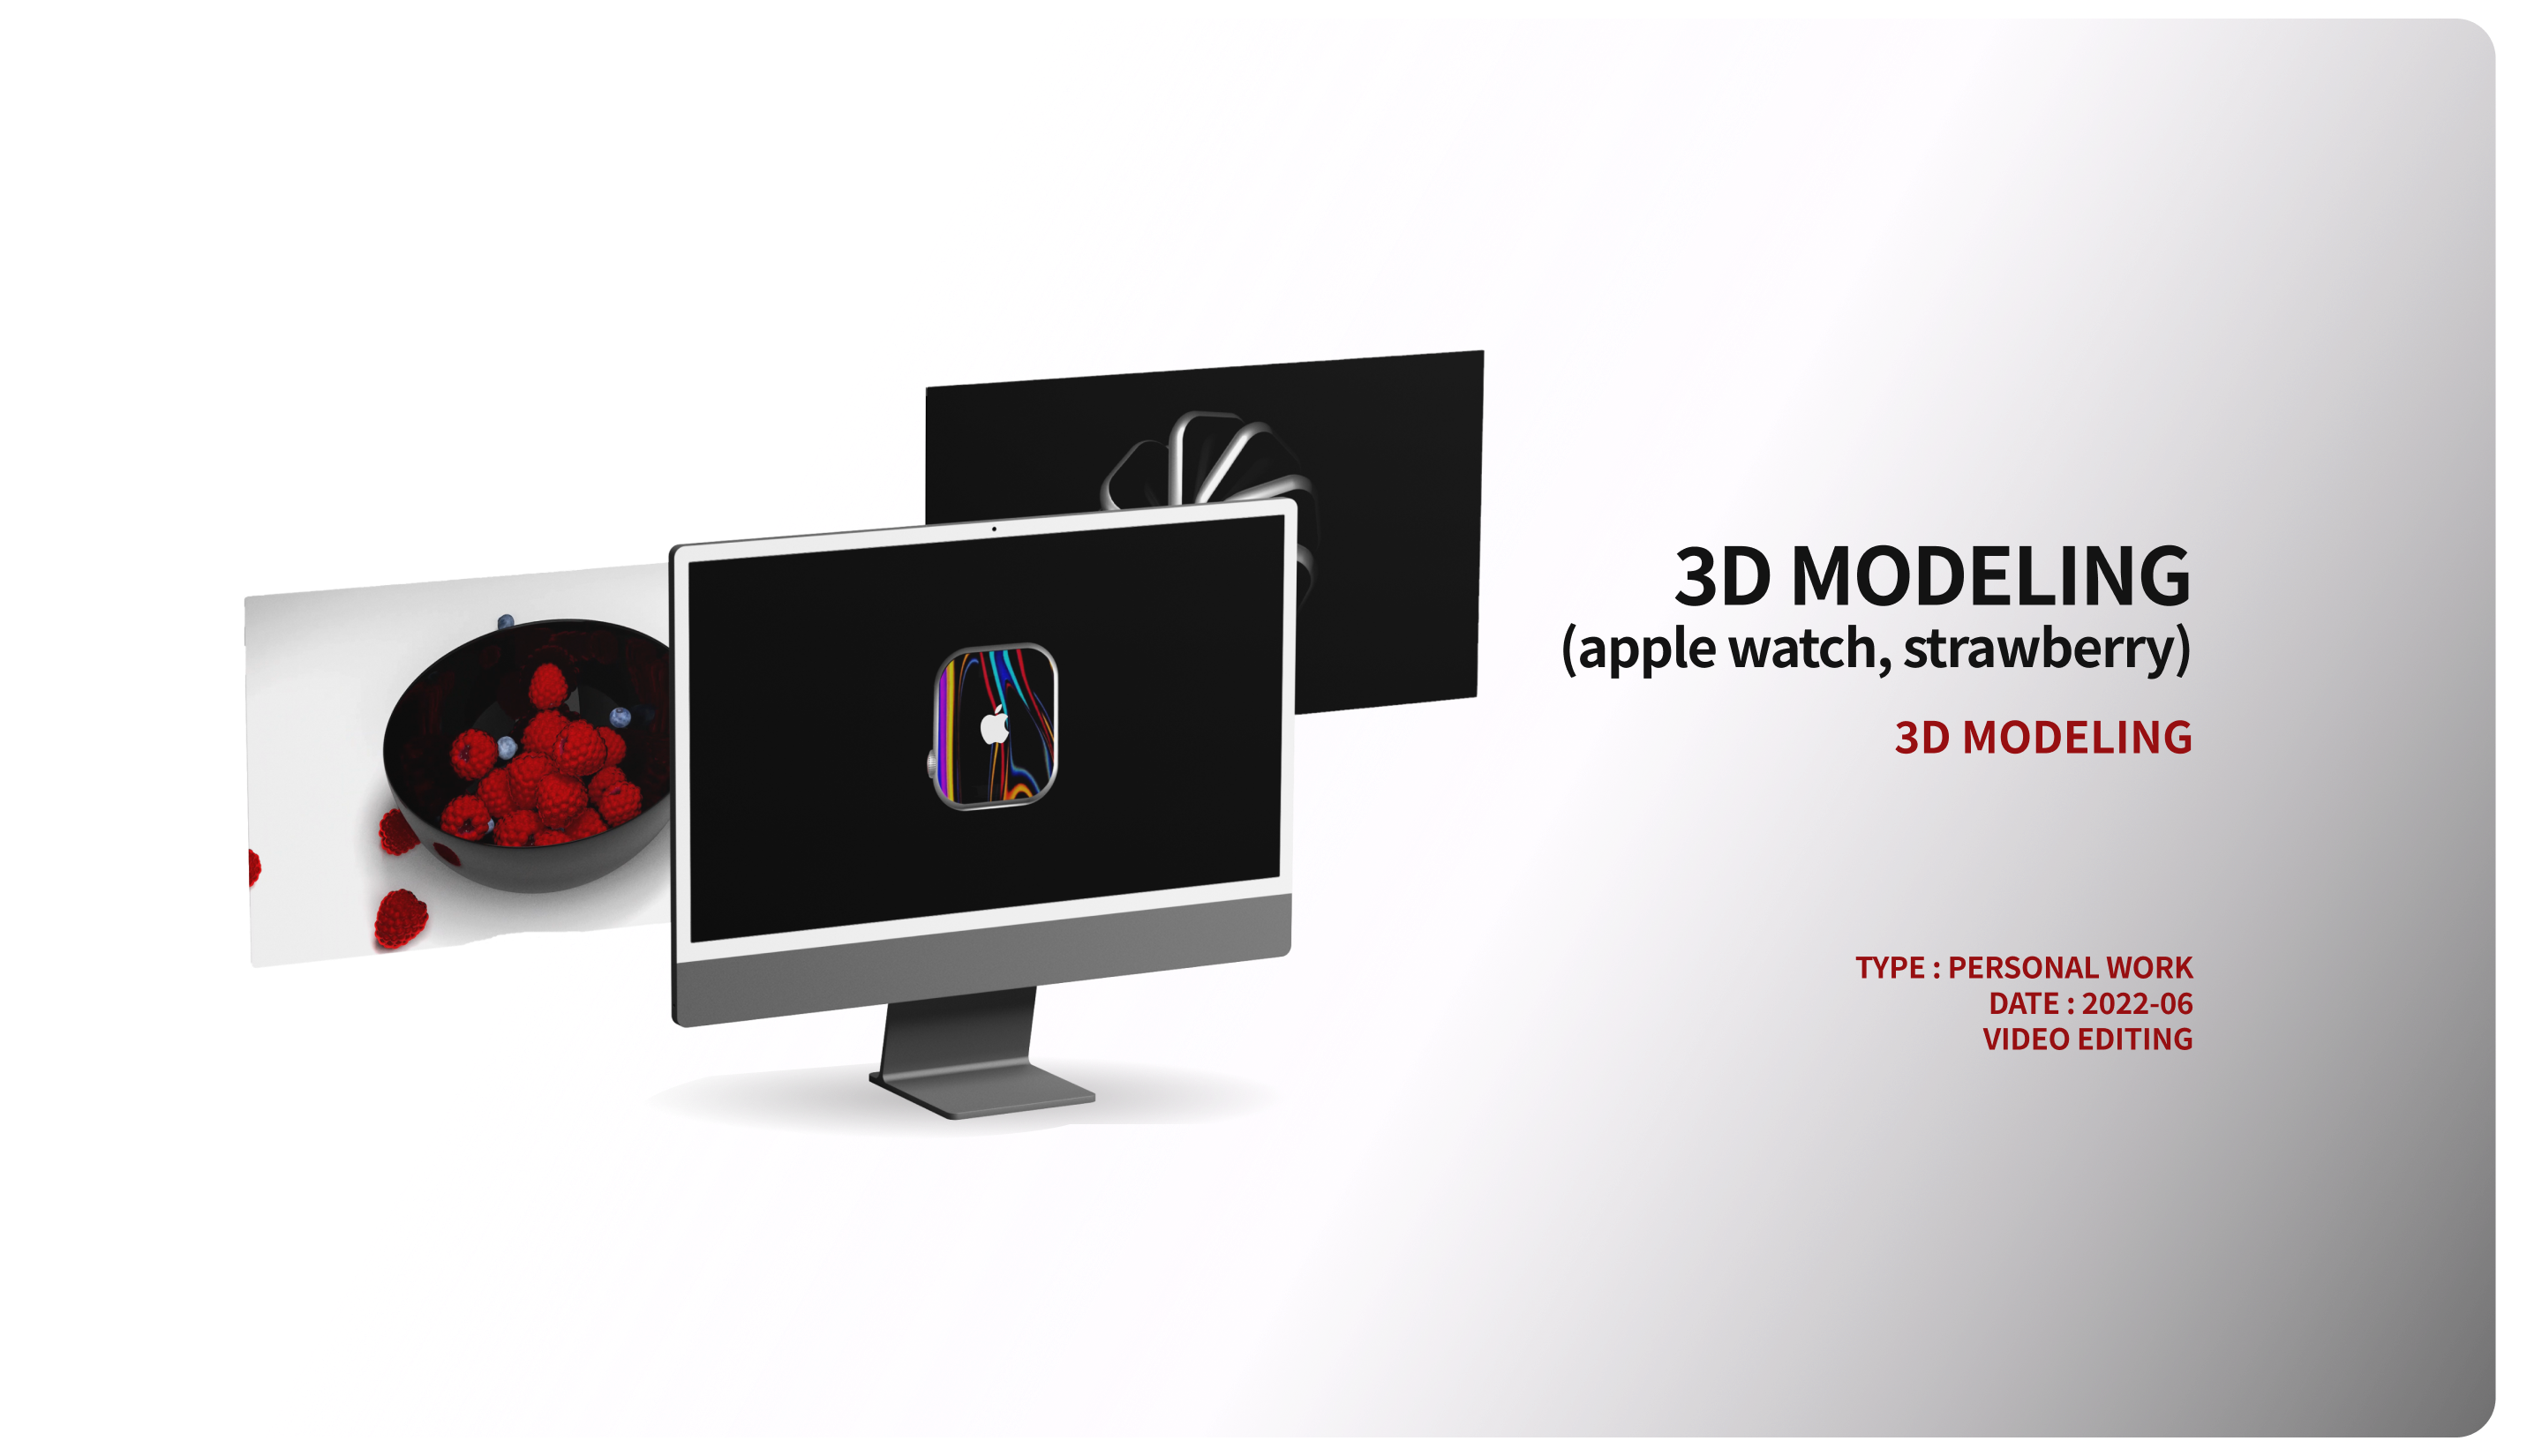 3D MODELING
(apple watch, strawberry)
3D MODELING
TYPE : PERSONAL WORK
DATE : 2022-06
VIDEO EDITING